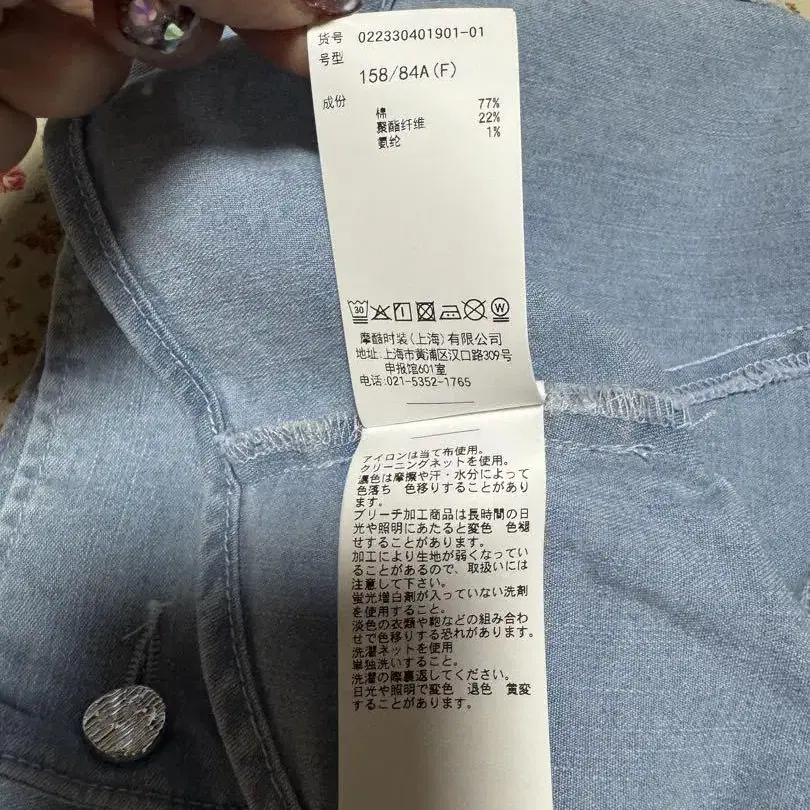 货号 022330401901-01
号型
158/84A(F)
成份
棉 77%
聚酯纤维 22%
氨纶 1%
30 W
摩酷时装(上海)有限公司
地址:上海市黄浦区汉口路309号
申报馆601室
电话:021-5352-1765
アイロンは当て布使用。
クリーニングネットを使用。
濃色は摩擦や汗・水分によって
色落ち 色移りすることがあり
ます。
ブリーチ加工商品は長時間の日
光や照明にあたると変色 色褪
せすることがあります。
加工により生地が弱くなってい
ることがあるので、取扱いには
注意して下さい。
蛍光増白剤が入っていない洗剤
を使用すること。
淡色の衣類や鞄などの組み合わ
せで色移りする恐れがあります。
洗濯ネットを使用
単独洗いすること。
洗濯の際裏返してください。
日光や照明で変色 退色 黄変
することがあります。